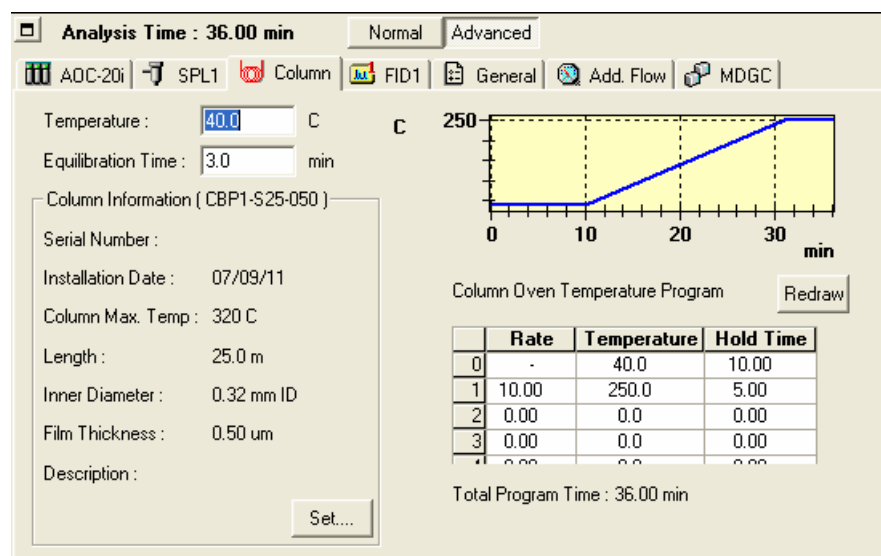 Analysis Time : 36.00 min Normal Advanced
AOC-20i SPL1 Column FID1 General Add. Flow MDGC
Temperature : 40.0 C
Equilibration Time : 3.0 min
Column Information ( CBP1-S25-050 )
Serial Number :
Installation Date : 07/09/11
Column Max. Temp : 320 C
Length : 25.0 m
Inner Diameter : 0.32 mm ID
Film Thickness : 0.50 um
Description :
Set....
C 250
0 10 20 30
min
Column Oven Temperature Program Redraw
Rate Temperature Hold Time
0 - 40.0 10.00
1 10.00 250.0 5.00
2 0.00 0.0 0.00
3 0.00 0.0 0.00
Total Program Time : 36.00 min